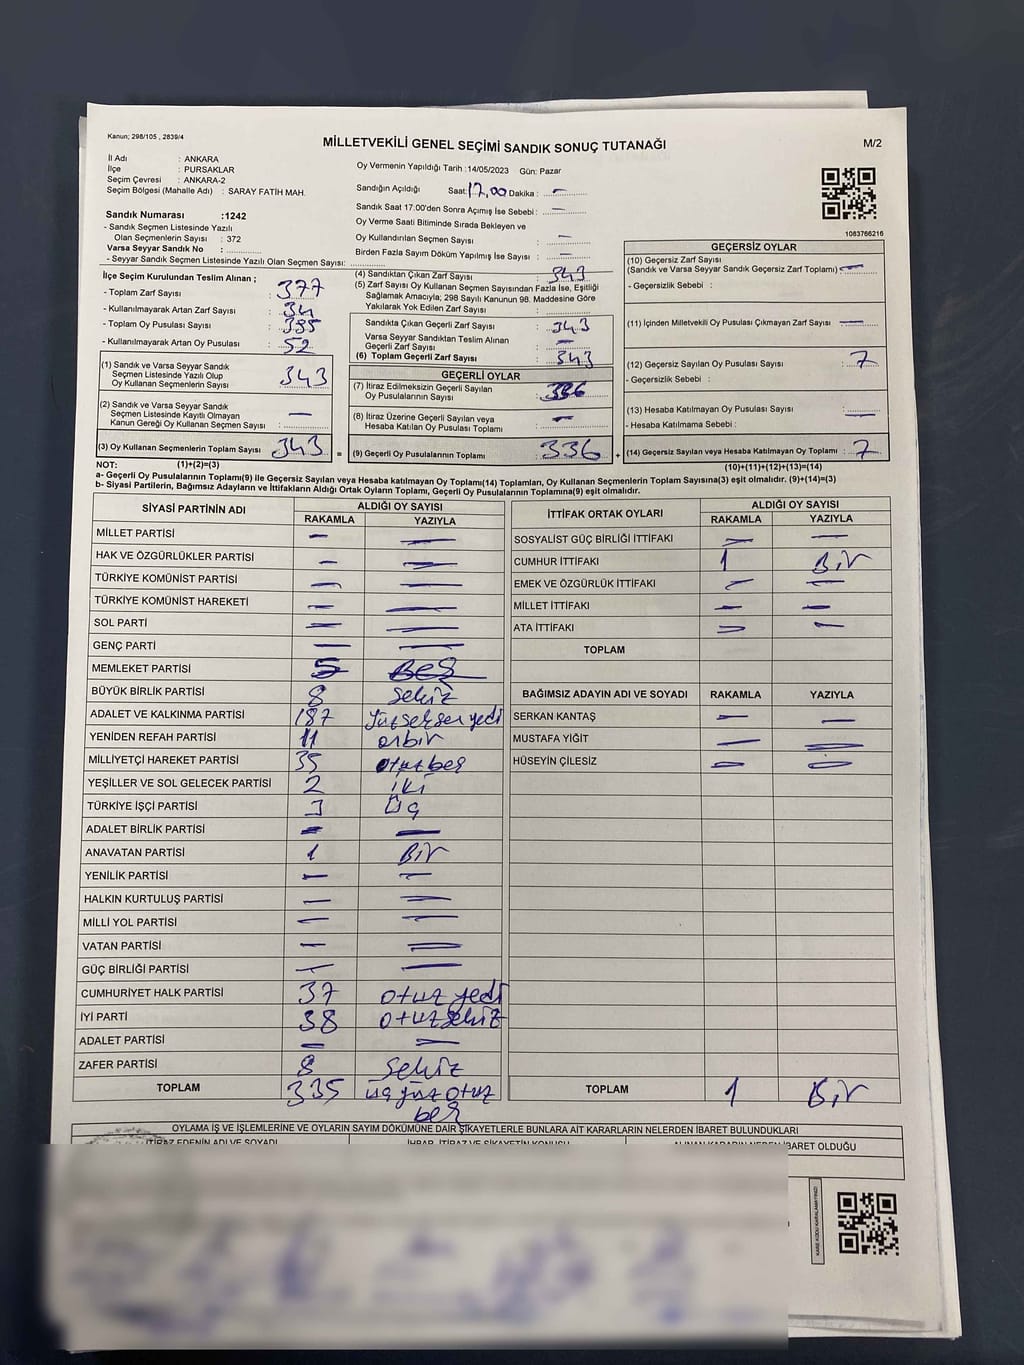 Kanun; 298/105 , 2839/4
MİLLETVEKİLİ GENEL SEÇİMİ SANDIK SONUÇ TUTANAĞI
M/2
İl Adı : ANKARA
İlçe : PURSAKLAR
Seçim Çevresi : ANKARA-2
Seçim Bölgesi (Mahalle Adı) : SARAY FATİH MAH.
Sandık Numarası :1242
- Sandık Seçmen Listesinde Yazılı
Olan Seçmenlerin Sayısı : 372
Varsa Seyyar Sandık No :
- Seyyar Sandık Seçmen Listesinde Yazılı Olan Seçmen Sayısı:
Oy Vermenin Yapıldığı Tarih :14/05/2023 Gün: Pazar
Sandığın Açıldığı Saat: 17,00 Dakika : —
Sandık Saat 17.00'den Sonra Açımış İse Sebebi : —
Oy Verme Saati Bitiminde Sırada Bekleyen ve
Oy Kullandırılan Seçmen Sayısı : —
Birden Fazla Sayım Döküm Yapılmış İse Sayısı : —
1083766216
İlçe Seçim Kurulundan Teslim Alınan ;
- Toplam Zarf Sayısı : 377
- Kullanılmayarak Artan Zarf Sayısı : 34
- Toplam Oy Pusulası Sayısı : 395
- Kullanılmayarak Artan Oy Pusulası : 52
(1) Sandık ve Varsa Seyyar Sandık
Seçmen Listesinde Yazılı Olup
Oy Kullanan Seçmenlerin Sayısı : 343
(2) Sandık ve Varsa Seyyar Sandık
Seçmen Listesinde Kayıtlı Olmayan
Kanun Gereği Oy Kullanan Seçmen Sayısı : —
(3) Oy Kullanan Seçmenlerin Toplam Sayısı : 343
(4) Sandıktan Çıkan Zarf Sayısı : 343
(5) Zarf Sayısı Oy Kullanan Seçmen Sayısından Fazla İse, Eşitliği
Sağlamak Amacıyla; 298 Sayılı Kanunun 98. Maddesine Göre
Yakılarak Yok Edilen Zarf Sayısı :
Sandıkta Çıkan Geçerli Zarf Sayısı : 343
Varsa Seyyar Sandıktan Teslim Alınan
Geçerli Zarf Sayısı : —
(6) Toplam Geçerli Zarf Sayısı : 343
GEÇERLİ OYLAR
(7) İtiraz Edilmeksizin Geçerli Sayılan
Oy Pusulalarının Sayısı : 336
(8) İtiraz Üzerine Geçerli Sayılan veya
Hesaba Katılan Oy Pusulası Toplamı : —
= (9) Geçerli Oy Pusulalarının Toplamı : 336 +
GEÇERSİZ OYLAR
(10) Geçersiz Zarf Sayısı
(Sandık ve Varsa Seyyar Sandık Geçersiz Zarf Toplamı) : —
- Geçersizlik Sebebi :
(11) İçinden Milletvekili Oy Pusulası Çıkmayan Zarf Sayısı : —
(12) Geçersiz Sayılan Oy Pusulası Sayısı : 7
- Geçersizlik Sebebi :
(13) Hesaba Katılmayan Oy Pusulası Sayısı : —
- Hesaba Katılmama Sebebi :
(14) Geçersiz Sayılan veya Hesaba Katılmayan Oy Toplamı : 7
NOT: (1)+(2)=(3) (10)+(11)+(12)+(13)=(14)
a- Geçerli Oy Pusulalarının Toplamı(9) ile Geçersiz Sayılan veya Hesaba Katılmayan Oy Toplamı(14) Toplamları, Oy Kullanan Seçmenlerin Toplam Sayısına(3) eşit olmalıdır. (9)+(14)=(3)
b- Siyasi Partilerin, Bağımsız Adayların ve İttifakların Aldığı Ortak Oyların Toplamı, Geçerli Oy Pusulalarının Toplamına(9) eşit olmalıdır.
SİYASİ PARTİNİN ADI ALDIĞI OY SAYISI
RAKAMLA YAZIYLA
MİLLET PARTİSİ — —
HAK VE ÖZGÜRLÜKLER PARTİSİ — —
TÜRKİYE KOMÜNİST PARTİSİ — —
TÜRKİYE KOMÜNİST HAREKETİ — —
SOL PARTİ — —
GENÇ PARTİ — —
MEMLEKET PARTİSİ 5 BEŞ
BÜYÜK BİRLİK PARTİSİ 8 Sekiz
ADALET VE KALKINMA PARTİSİ 187 Yüzseksenyedi
YENİDEN REFAH PARTİSİ 11 onbir
MİLLİYETÇİ HAREKET PARTİSİ 35 otuzbeş
YEŞİLLER VE SOL GELECEK PARTİSİ 2 iki
TÜRKİYE İŞÇİ PARTİSİ 3 Üç
ADALET BİRLİK PARTİSİ — —
ANAVATAN PARTİSİ 1 Bir
YENİLİK PARTİSİ — —
HALKIN KURTULUŞ PARTİSİ — —
MİLLİ YOL PARTİSİ — —
VATAN PARTİSİ — —
GÜÇ BİRLİĞİ PARTİSİ — —
CUMHURİYET HALK PARTİSİ 37 otuz yedi
İYİ PARTİ 38 otuzsekiz
ADALET PARTİSİ — —
ZAFER PARTİSİ 8 Sekiz
TOPLAM 335 üçyüz otuz
beş
İTTİFAK ORTAK OYLARI ALDIĞI OY SAYISI
RAKAMLA YAZIYLA
SOSYALİST GÜÇ BİRLİĞİ İTTİFAKI — —
CUMHUR İTTİFAKI 1 Bir
EMEK VE ÖZGÜRLÜK İTTİFAKI — —
MİLLET İTTİFAKI — —
ATA İTTİFAKI — —
TOPLAM
BAĞIMSIZ ADAYIN ADI VE SOYADI RAKAMLA YAZIYLA
SERKAN KANTAŞ — —
MUSTAFA YİĞİT — —
HÜSEYİN ÇİLESİZ — —
TOPLAM 1 Bir
OYLAMA İŞ VE İŞLEMLERİNE VE OYLARIN SAYIM DÖKÜMÜNE DAİR ŞİKAYETLERLE BUNLARA AİT KARARLARIN NELERDEN İBARET BULUNDUKLARI
İTİRAZ EDENİN ADI VE SOYADI İHBAR, İTİRAZ VE ŞİKAYETİN KONUSU ALINAN KARARIN NEDEN İBARET OLDUĞU
KARE KODU KARALAMAYINIZ!